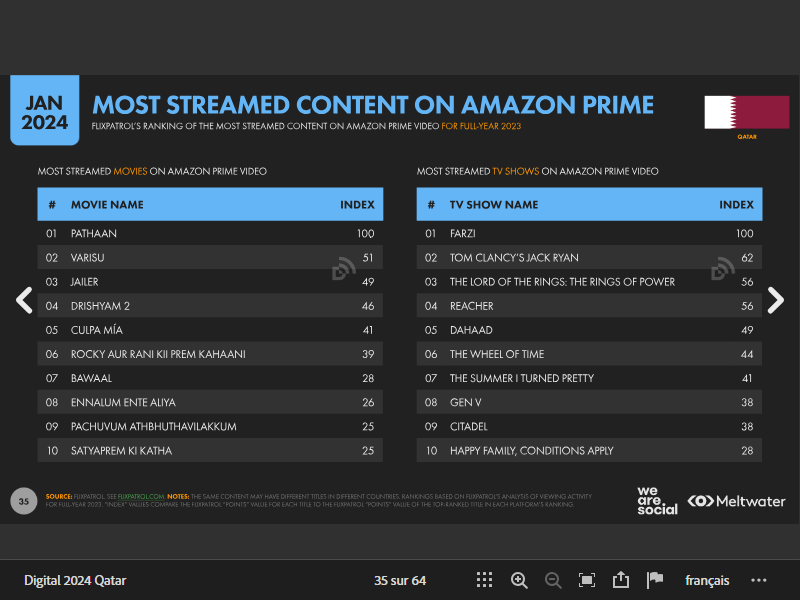 JAN
2024
MOST STREAMED CONTENT ON AMAZON PRIME
FLIXPATROL'S RANKING OF THE MOST STREAMED CONTENT ON AMAZON PRIME VIDEO FOR FULL-YEAR 2023
QATAR
MOST STREAMED MOVIES ON AMAZON PRIME VIDEO
# MOVIE NAME INDEX
01 PATHAAN 100
02 VARISU 51
03 JAILER 49
04 DRISHYAM 2 46
05 CULPA MÍA 41
06 ROCKY AUR RANI KII PREM KAHAANI 39
07 BAWAAL 28
08 ENNALUM ENTE ALIYA 26
09 PACHUVUM ATHBHUTHAVILAKKUM 25
10 SATYAPREM KI KATHA 25
MOST STREAMED TV SHOWS ON AMAZON PRIME VIDEO
# TV SHOW NAME INDEX
01 FARZI 100
02 TOM CLANCY'S JACK RYAN 62
03 THE LORD OF THE RINGS: THE RINGS OF POWER 56
04 REACHER 56
05 DAHAAD 49
06 THE WHEEL OF TIME 44
07 THE SUMMER I TURNED PRETTY 41
08 GEN V 38
09 CITADEL 38
10 HAPPY FAMILY, CONDITIONS APPLY 28
35
SOURCE: FLIXPATROL. SEE FLIXPATROL.COM. NOTES: THE SAME CONTENT MAY HAVE DIFFERENT TITLES IN DIFFERENT COUNTRIES. RANKINGS BASED ON FLIXPATROL'S ANALYSIS OF VIEWING ACTIVITY
FOR FULL-YEAR 2023. "INDEX" VALUES COMPARE THE FLIXPATROL "POINTS" VALUE FOR EACH TITLE TO THE FLIXPATROL "POINTS" VALUE OF THE TOP-RANKED TITLE IN EACH PLATFORM'S RANKING.
we
are
social
Meltwater
Digital 2024 Qatar
35 sur 64
français